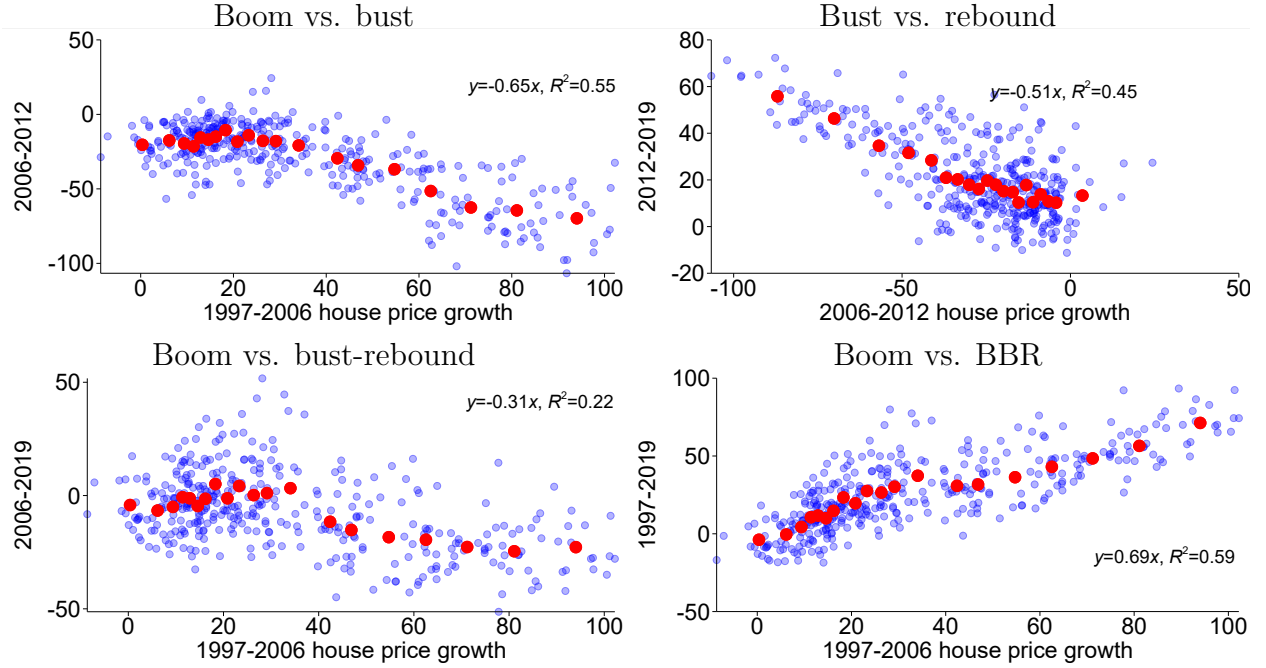 Boom vs. bust
50
0
-50
-100
2006-2012
y=-0.65x, R²=0.55
0 20 40 60 80 100
1997-2006 house price growth
Bust vs. rebound
80
60
40
20
0
-20
2012-2019
y=-0.51x, R²=0.45
-100 -50 0 50
2006-2012 house price growth
Boom vs. bust-rebound
50
0
-50
2006-2019
y=-0.31x, R²=0.22
0 20 40 60 80 100
1997-2006 house price growth
Boom vs. BBR
100
50
0
-50
1997-2019
y=0.69x, R²=0.59
0 20 40 60 80 100
1997-2006 house price growth